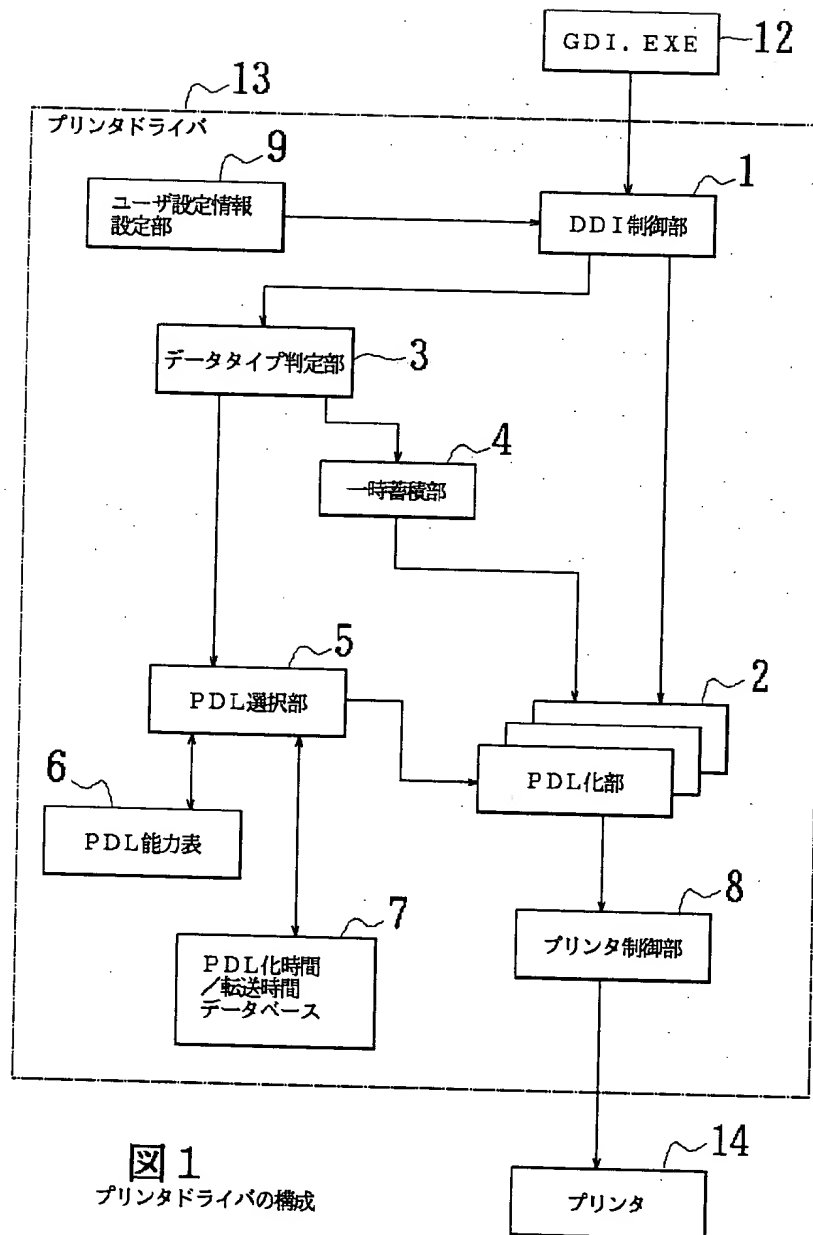 GDI.EXE
12
13
プリンタドライバ
9
ユーザ設定情報
設定部
1
DDI制御部
データタイプ判定部
3
4
一時蓄積部
5
PDL選択部
2
PDL化部
6
PDL能力表
7
PDL化時間
/転送時間
データベース
8
プリンタ制御部
図1
プリンタドライバの構成
14
プリンタ